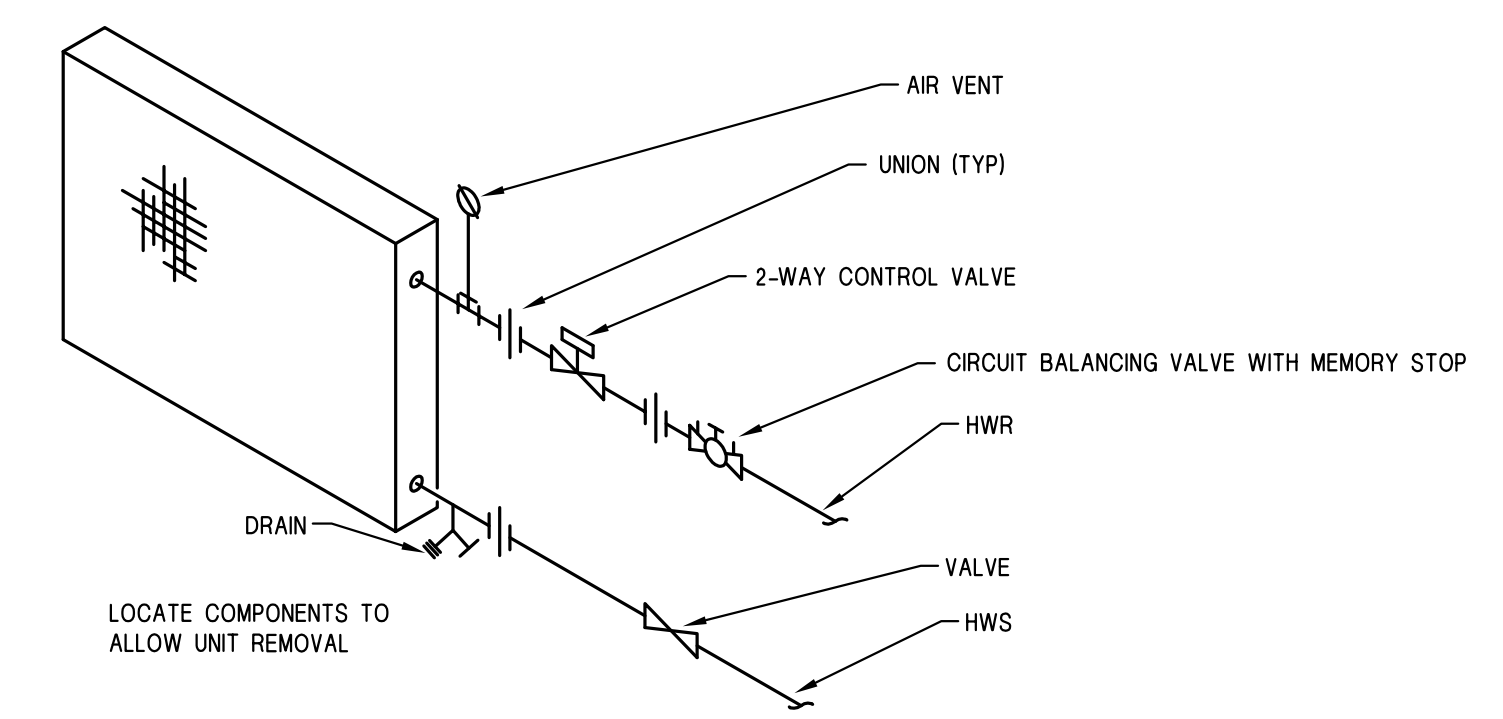 AIR VENT
UNION (TYP)
2-WAY CONTROL VALVE
CIRCUIT BALANCING VALVE WITH MEMORY STOP
HWR
DRAIN
VALVE
LOCATE COMPONENTS TO
ALLOW UNIT REMOVAL
HWS